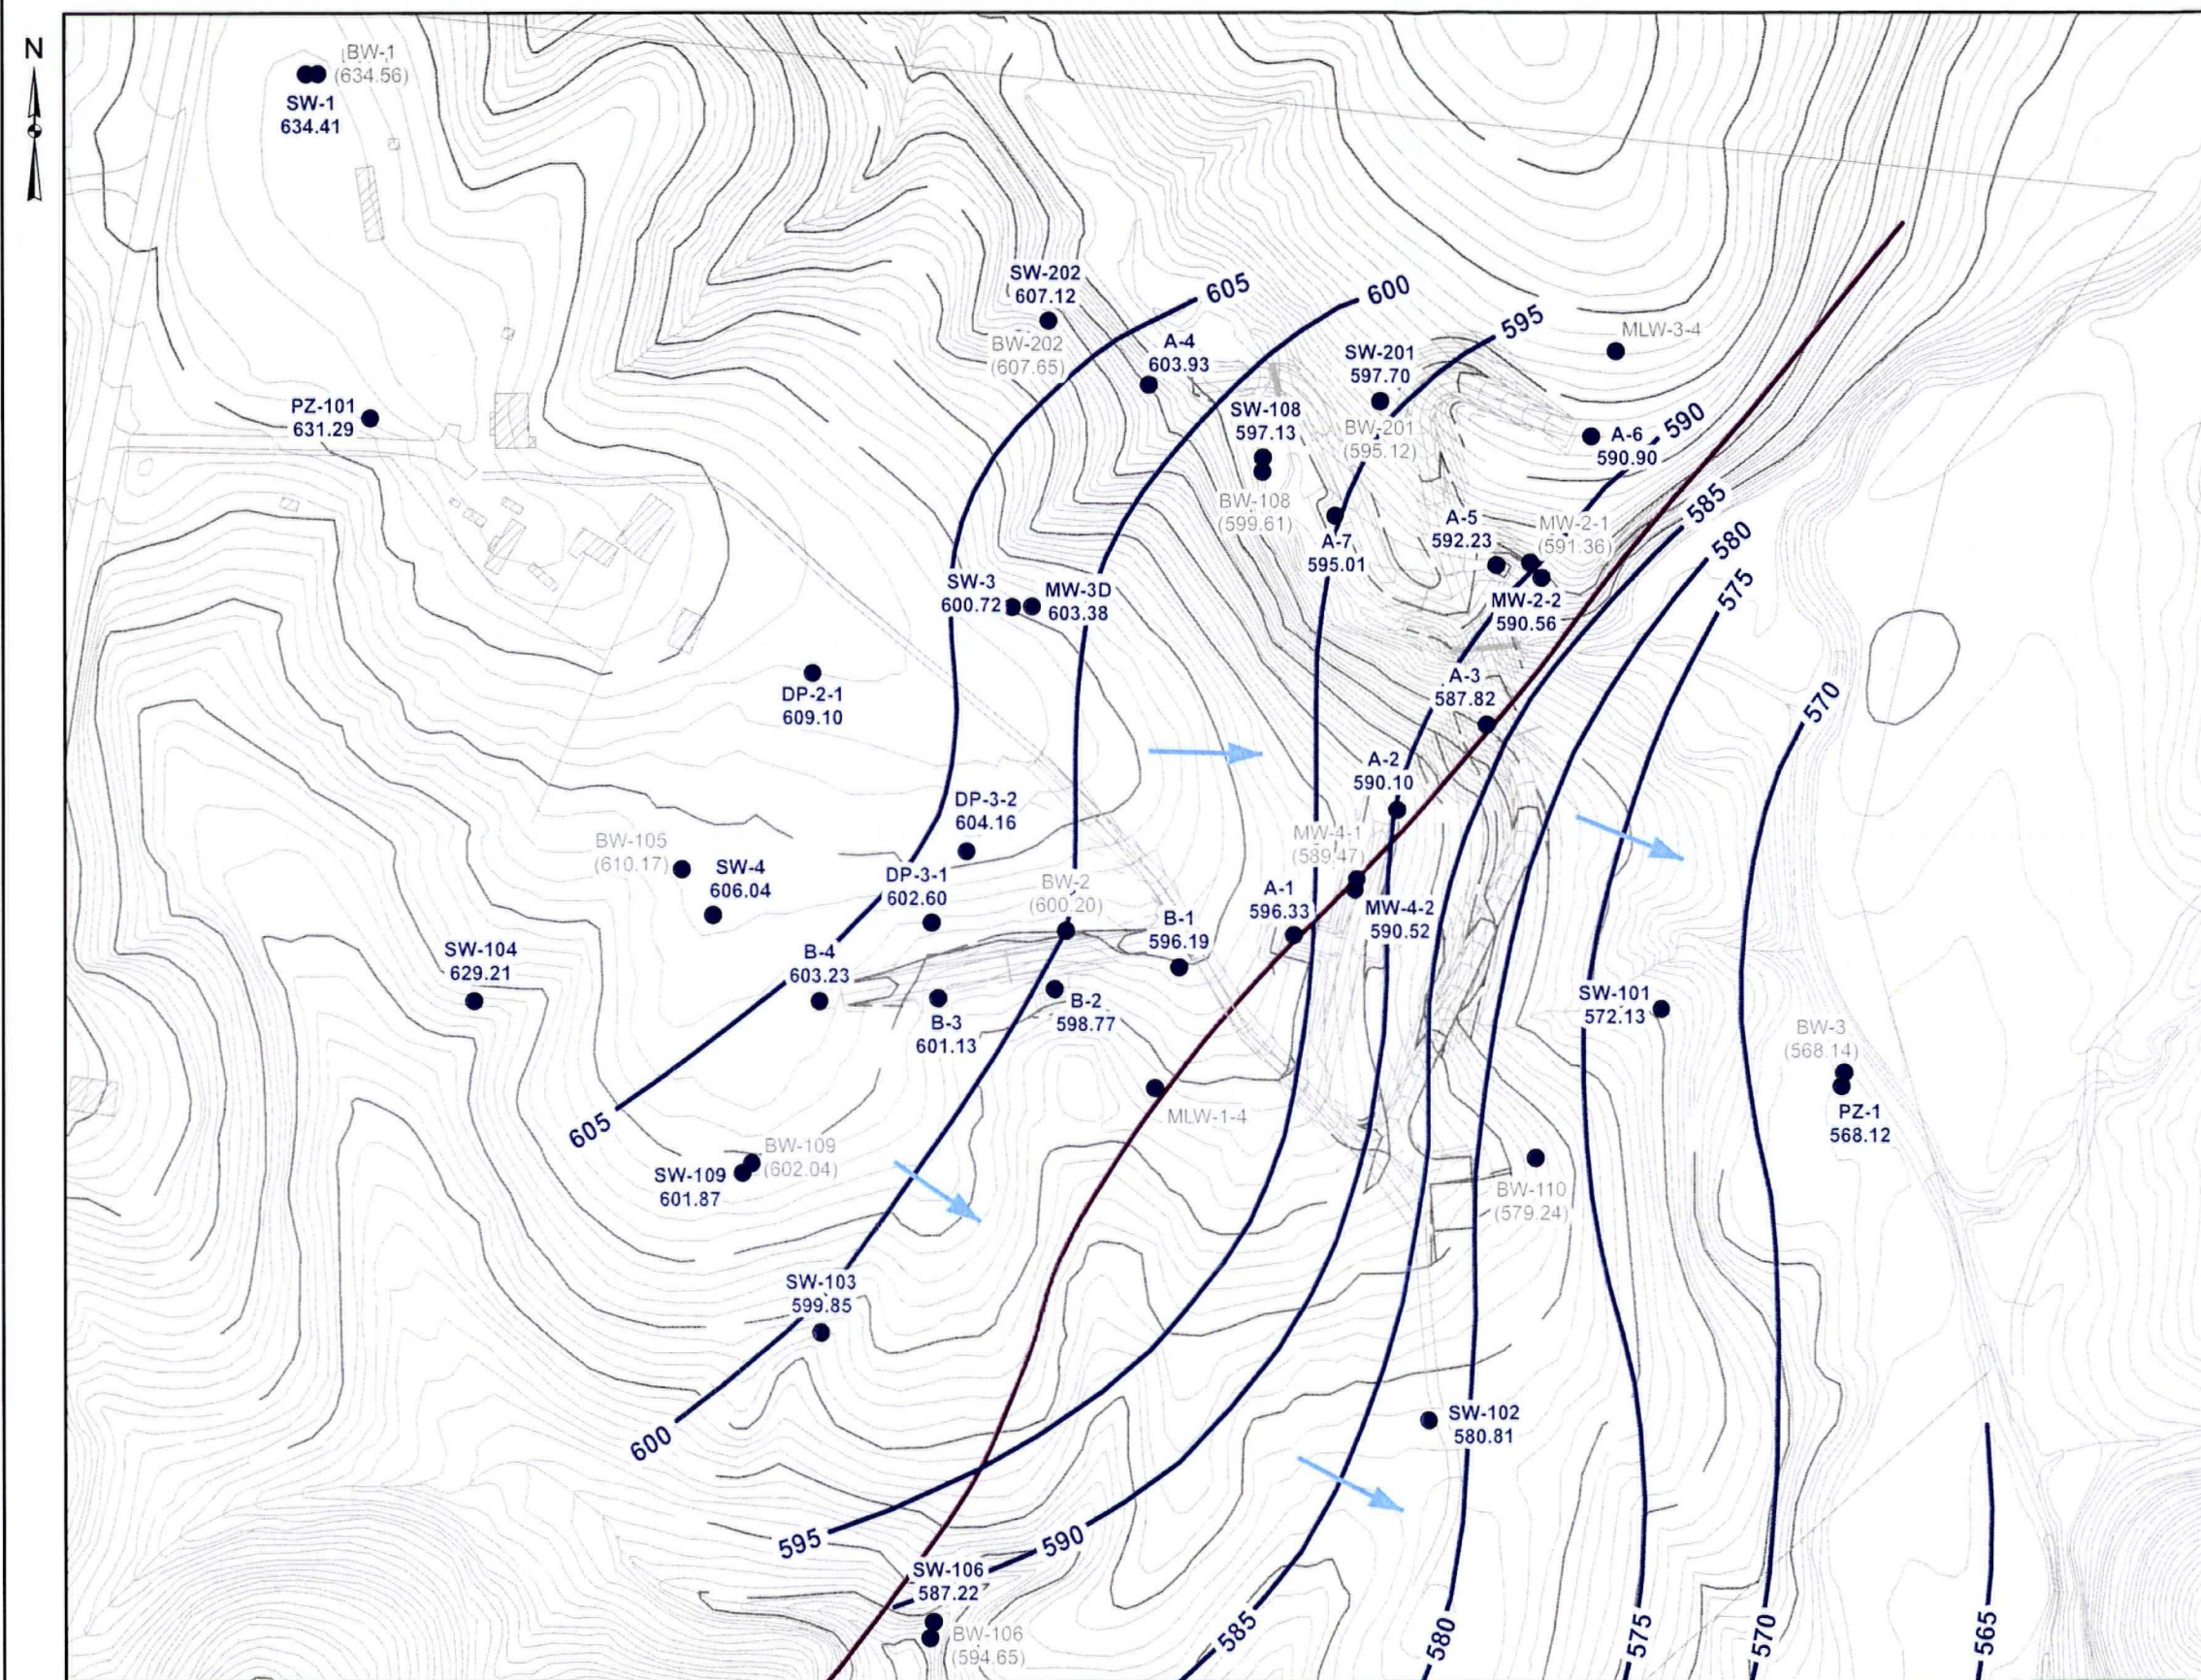 N
BW-1
(634.56)
SW-1
634.41
SW-202
607.12
BW-202
(607.65)
605
600
595
A-4
603.93
SW-201
597.70
MLW-3-4
PZ-101
631.29
SW-108
597.13
BW-201
(595.12)
A-6
590.90
590
BW-108
(599.61)
585
A-5
592.23
MW-2-1
(591.36)
580
A-7
595.01
575
SW-3
600.72
MW-3D
603.38
MW-2-2
590.56
DP-2-1
609.10
A-3
587.82
570
A-2
590.10
DP-3-2
604.16
BW-105
(610.17)
MW-4-1
(589.47)
SW-4
606.04
DP-3-1
602.60
BW-2
(600.20)
A-1
596.33
MW-4-2
590.52
B-1
596.19
SW-104
629.21
B-4
603.23
B-3
601.13
B-2
598.77
SW-101
572.13
BW-3
(568.14)
PZ-1
568.12
605
MLW-1-4
BW-109
(602.04)
SW-109
601.87
BW-110
(579.24)
SW-103
599.85
SW-102
580.81
600
595
590
SW-106
587.22
BW-106
(594.65)
585
580
575
570
565